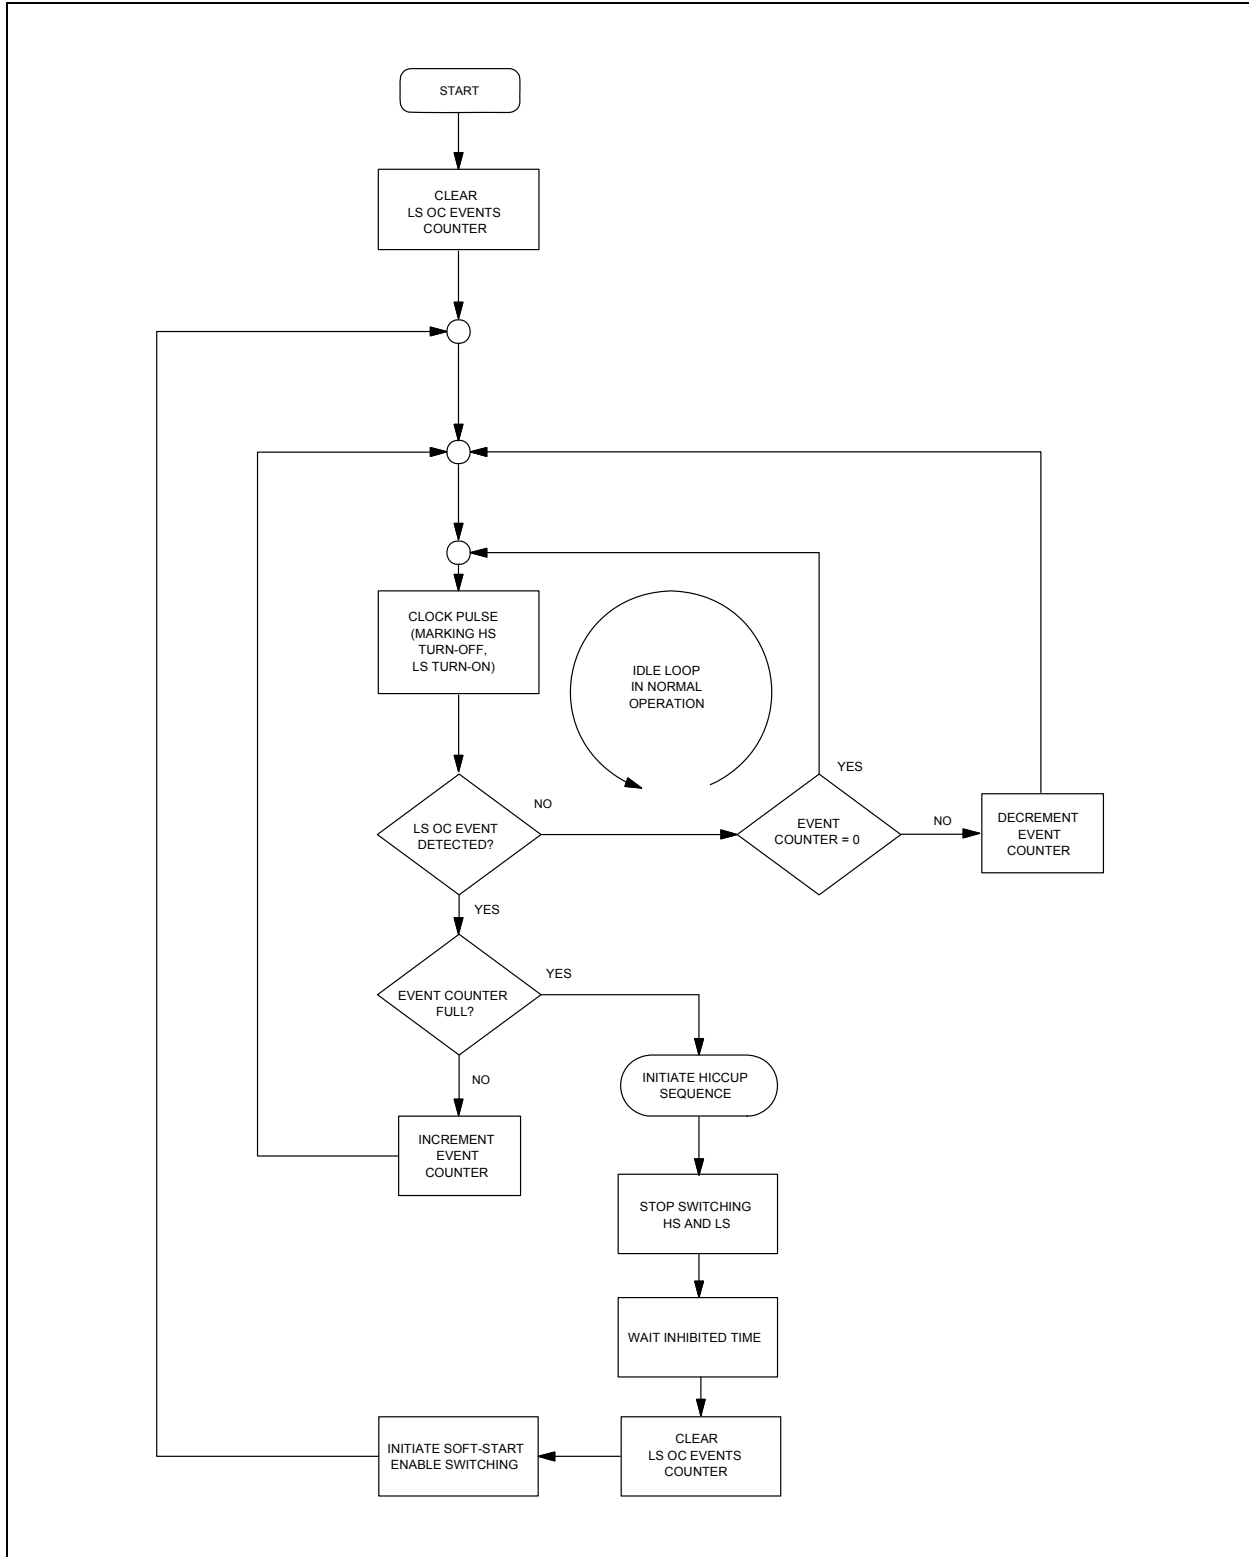 START
CLEAR
LS OC EVENTS
COUNTER
CLOCK PULSE
(MARKING HS
TURN-OFF,
LS TURN-ON)
IDLE LOOP
IN NORMAL
OPERATION
YES
NO
LS OC EVENT
DETECTED?
EVENT
COUNTER = 0
NO
DECREMENT
EVENT
COUNTER
YES
EVENT COUNTER
FULL?
YES
NO
INITIATE HICCUP
SEQUENCE
INCREMENT
EVENT
COUNTER
STOP SWITCHING
HS AND LS
WAIT INHIBITED TIME
INITIATE SOFT-START
ENABLE SWITCHING
CLEAR
LS OC EVENTS
COUNTER